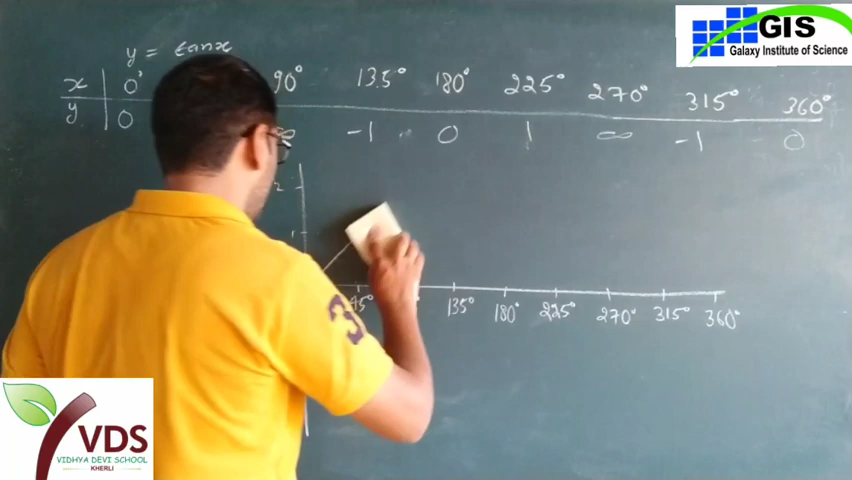 GIS
Galaxy Institute of Science
y = tanx
x 0° 90° 135° 180° 225° 270° 315° 360°
y 0 ∞ -1 0 1 ∞ -1 0
2
1
45° 135° 180° 225° 270° 315° 360°
3
VDS
VIDHYA DEVI SCHOOL
KHERLI